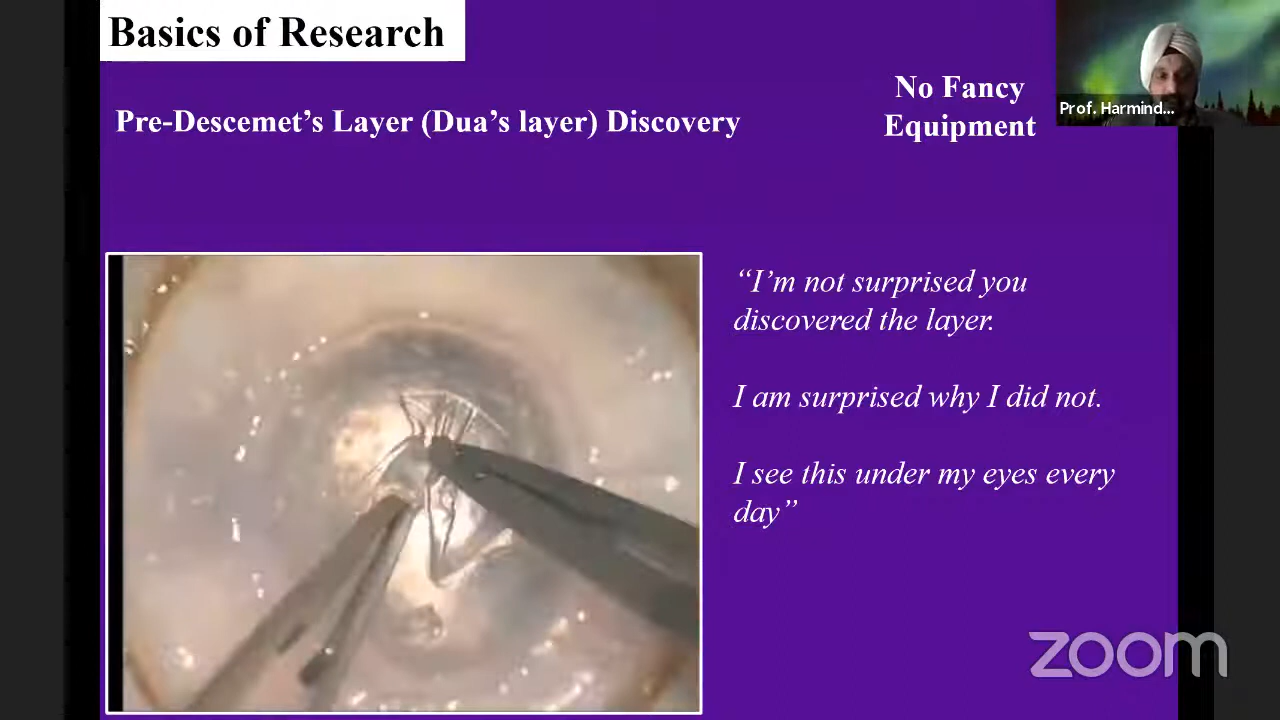 Basics of Research
No Fancy
Equipment
Prof. Harmind...
Pre-Descemet’s Layer (Dua’s layer) Discovery
“I’m not surprised you
discovered the layer.
I am surprised why I did not.
I see this under my eyes every
day”
zoom